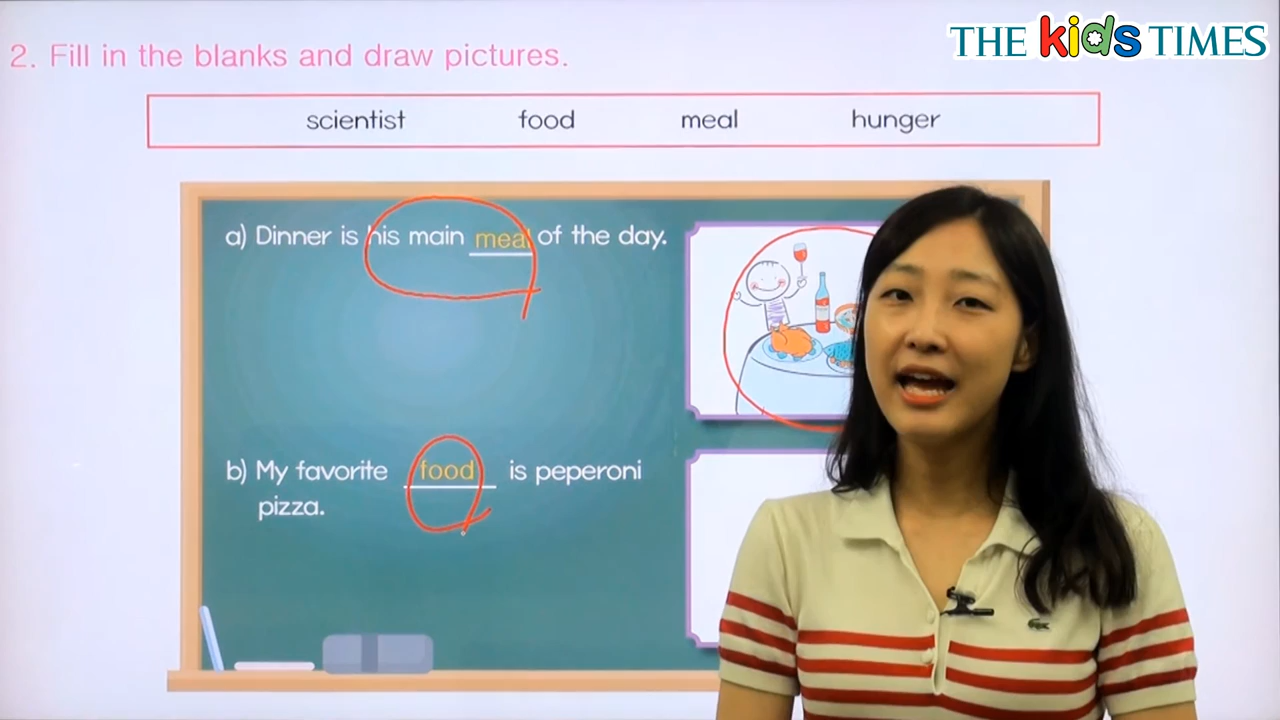 THE kids TIMES
2. Fill in the blanks and draw pictures.
scientist food meal hunger
a) Dinner is his main meal of the day.
b) My favorite food is peperoni
pizza.